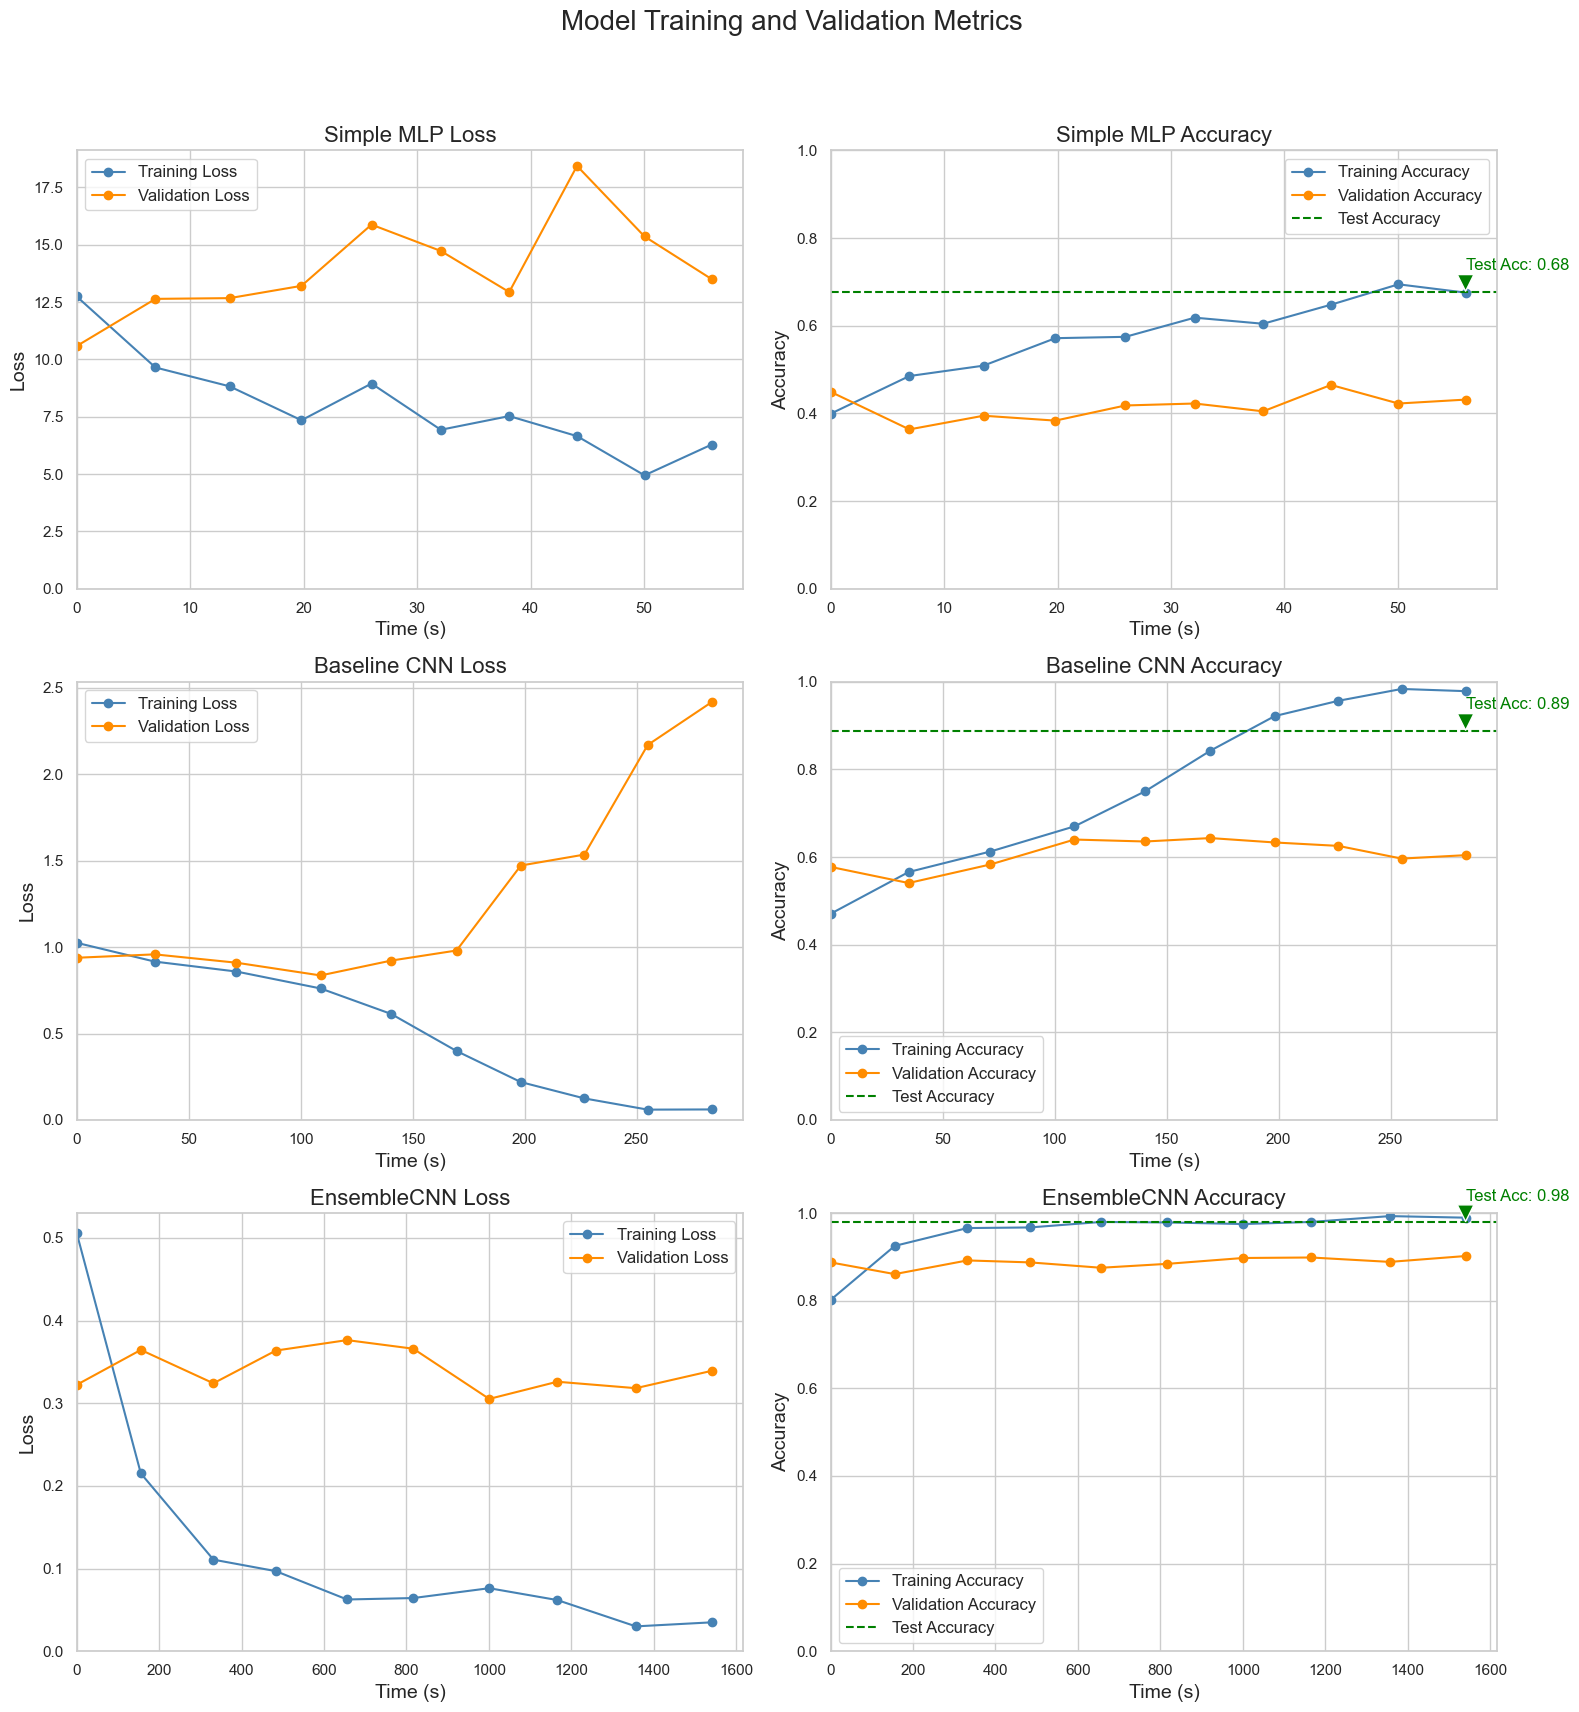 Model Training and Validation Metrics
Simple MLP Loss
Training Loss
Validation Loss
Loss
17.5
15.0
12.5
10.0
7.5
5.0
2.5
0.0
0 10 20 30 40 50
Time (s)
Simple MLP Accuracy
Training Accuracy
Validation Accuracy
Test Accuracy
Test Acc: 0.68
Accuracy
1.0
0.8
0.6
0.4
0.2
0.0
0 10 20 30 40 50
Time (s)
Baseline CNN Loss
Training Loss
Validation Loss
Loss
2.5
2.0
1.5
1.0
0.5
0.0
0 50 100 150 200 250
Time (s)
Baseline CNN Accuracy
Test Acc: 0.89
Accuracy
1.0
0.8
0.6
0.4
0.2
0.0
Training Accuracy
Validation Accuracy
Test Accuracy
0 50 100 150 200 250
Time (s)
EnsembleCNN Loss
Training Loss
Validation Loss
Loss
0.5
0.4
0.3
0.2
0.1
0.0
0 200 400 600 800 1000 1200 1400 1600
Time (s)
EnsembleCNN Accuracy
Test Acc: 0.98
Accuracy
1.0
0.8
0.6
0.4
0.2
0.0
Training Accuracy
Validation Accuracy
Test Accuracy
0 200 400 600 800 1000 1200 1400 1600
Time (s)